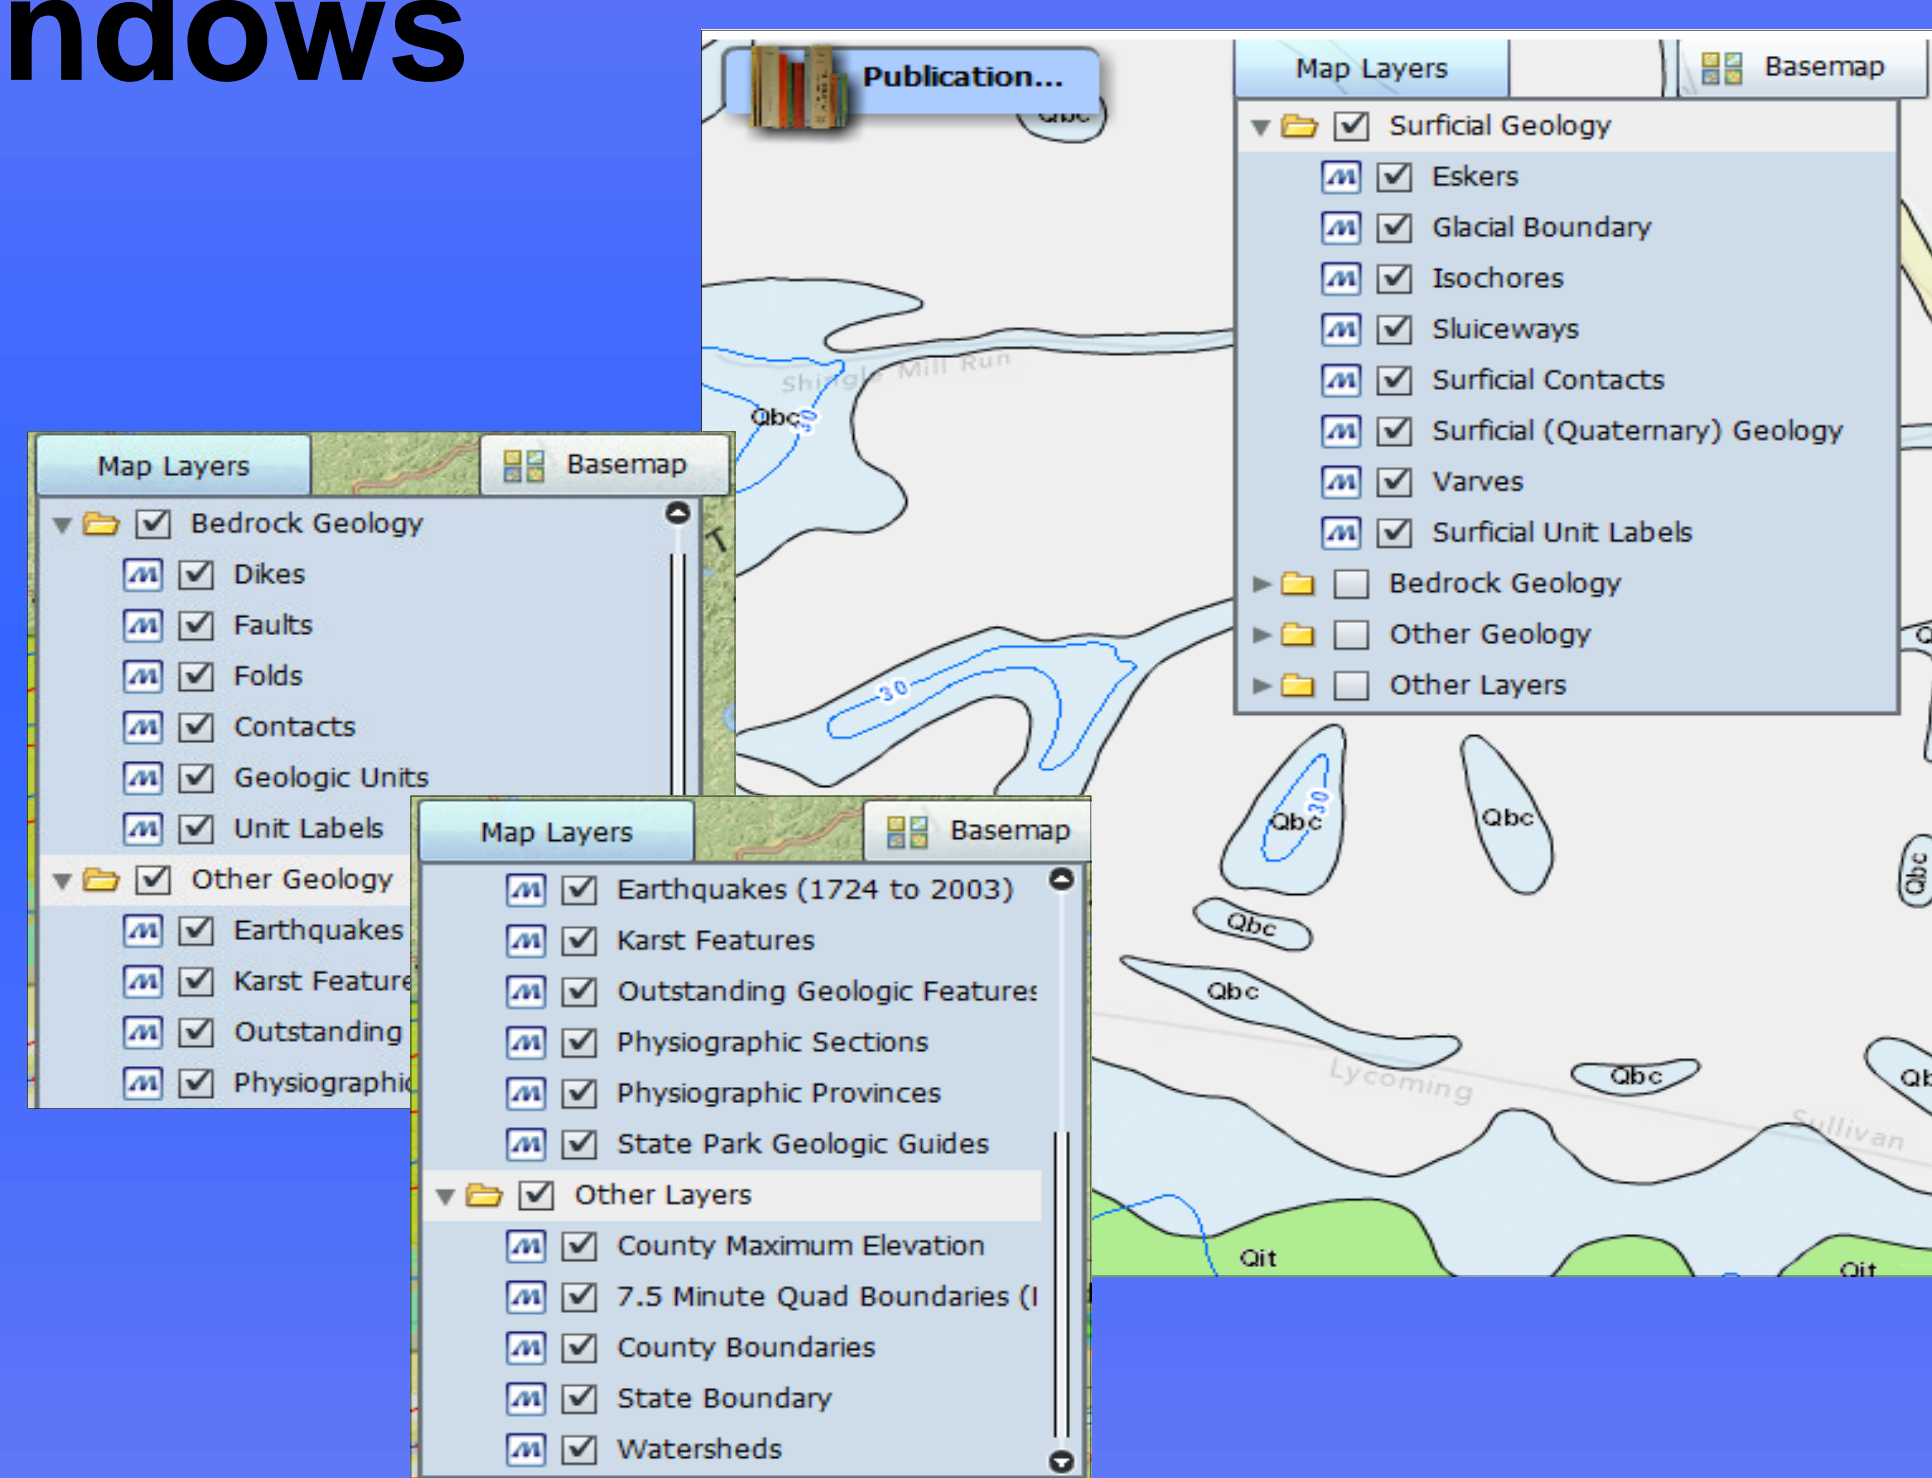 ndows
Publication...
Map Layers
Basemap
Surficial Geology
Eskers
Glacial Boundary
Isochores
Sluiceways
Surficial Contacts
Surficial (Quaternary) Geology
Varves
Surficial Unit Labels
Bedrock Geology
Other Geology
Other Layers
Qbc
Shingle Mill Run
Qbc
30
30
Map Layers
Basemap
Bedrock Geology
Dikes
Faults
Folds
Contacts
Geologic Units
Unit Labels
Other Geology
Earthquakes
Karst Feature
Outstanding
Physiographic
T
Map Layers
Basemap
Earthquakes (1724 to 2003)
Karst Features
Outstanding Geologic Features
Physiographic Sections
Physiographic Provinces
State Park Geologic Guides
Other Layers
County Maximum Elevation
7.5 Minute Quad Boundaries (
County Boundaries
State Boundary
Watersheds
Q
30
Qbc
Qbc
Qbc
Qbc
Qbc
Lycoming
Qbc
Qb
Sullivan
Qit
Qit